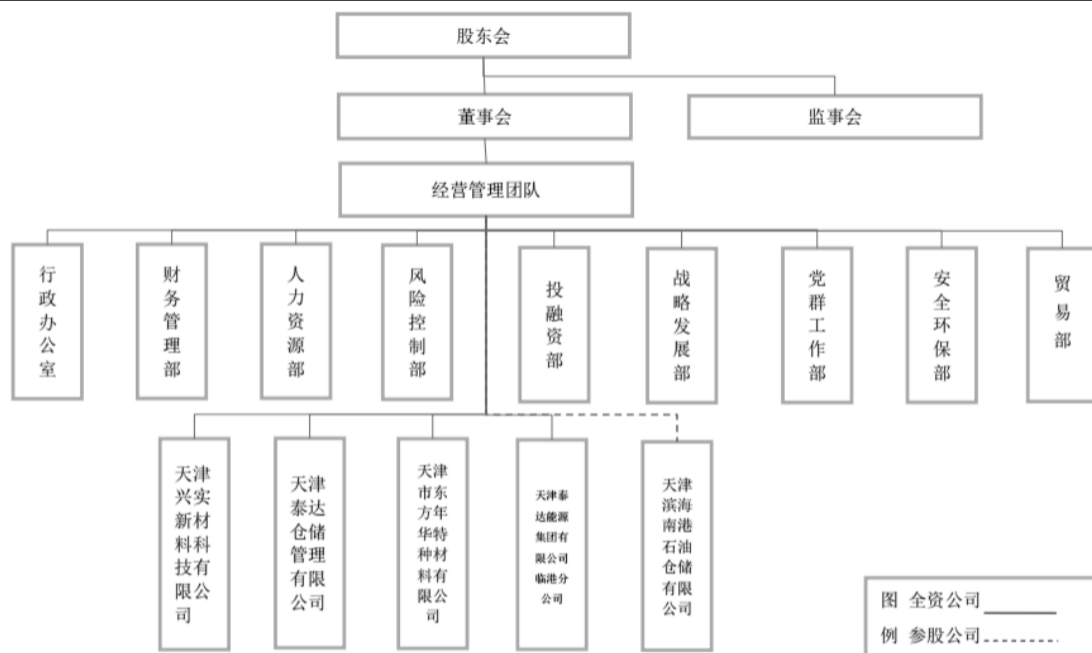 股东会
董事会
监事会
经营管理团队
行政办公室
财务管理部
人力资源部
风险控制部
投融资部
战略发展部
党群工作部
安全环保部
贸易部
天津
兴实
新材
料科
技有
限公
司
天津
泰达
仓储
管理
有限
公司
天津
市东
方年
华特
种材
料有
限公
司
天津泰
达能源
集团有
限公司
临港分
公司
天津
滨海
南港
石油
仓储
有限
公司
图 全资公司
例 参股公司